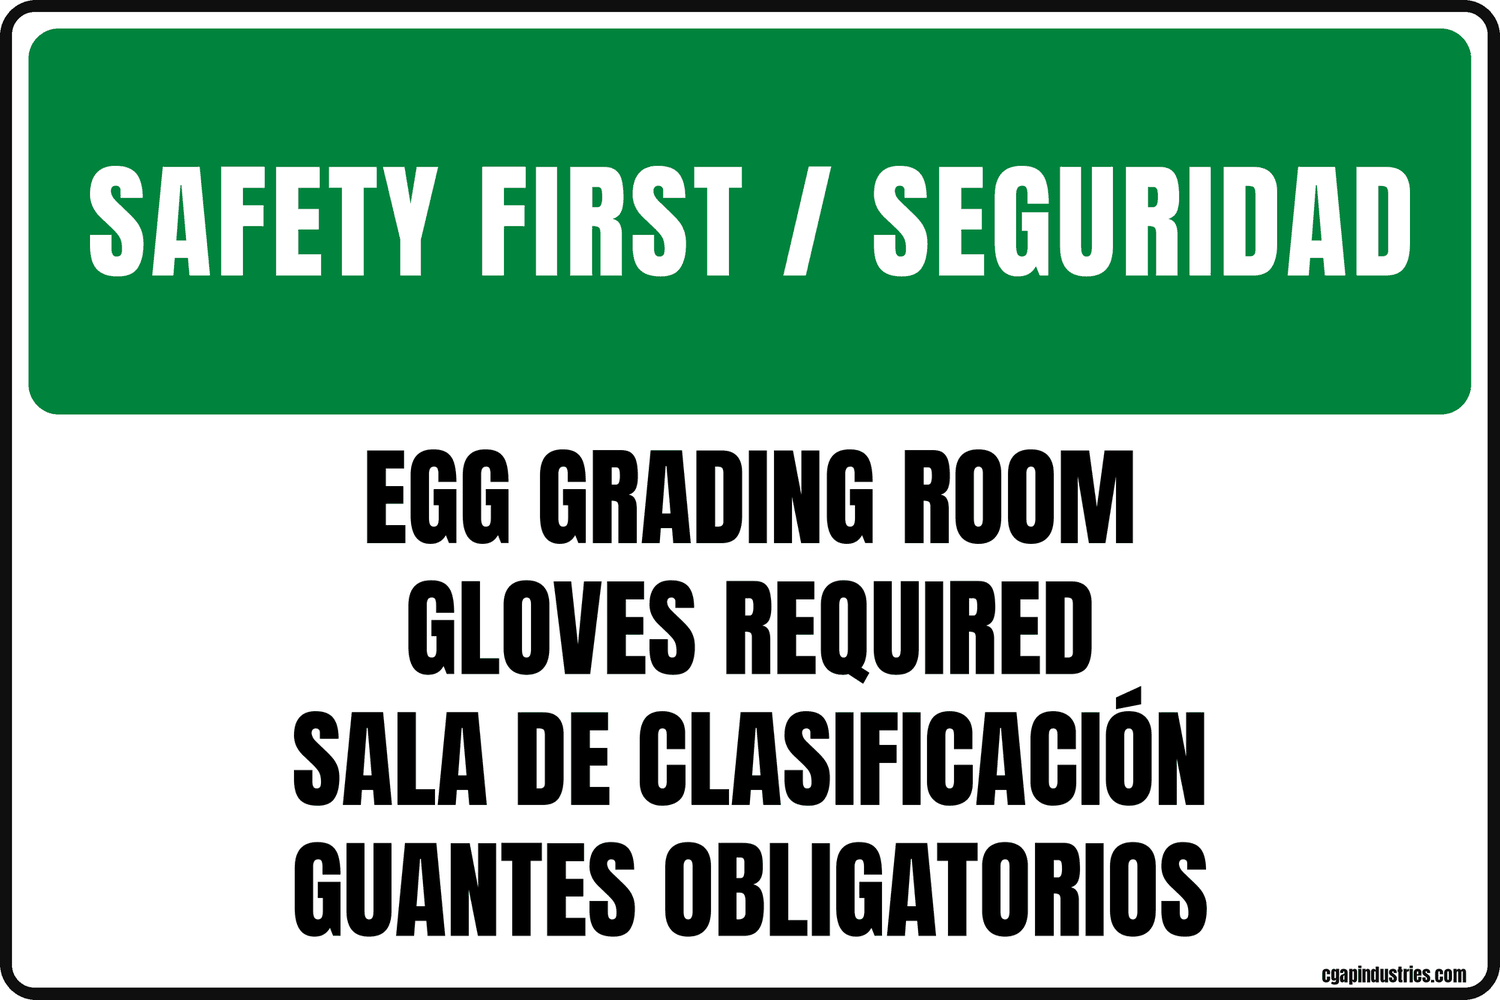 SAFETY FIRST / SEGURIDAD
EGG GRADING ROOM
GLOVES REQUIRED
SALA DE CLASIFICACIÓN
GUANTES OBLIGATORIOS
cgapindustries.com